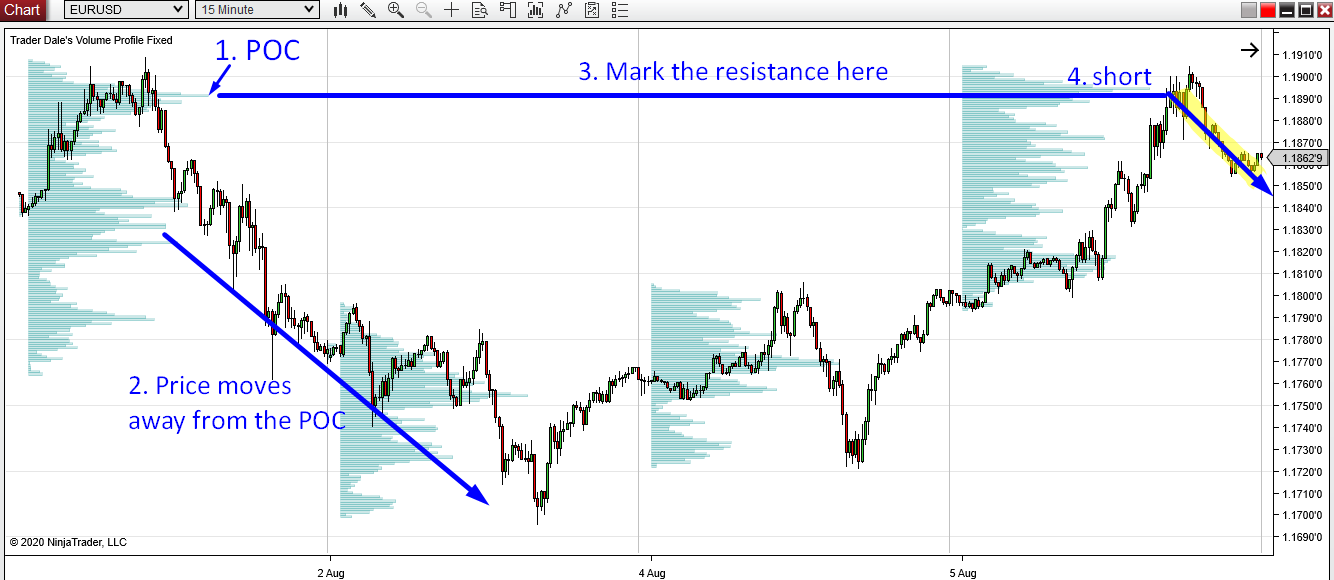 Chart
EURUSD
15 Minute
Trader Dale's Volume Profile Fixed
1. POC
3. Mark the resistance here
4. short
2. Price moves
away from the POC
1.1910'0
1.1900'0
1.1890'0
1.1880'0
1.1870'0
1.1862'9
1.1850'0
1.1840'0
1.1830'0
1.1820'0
1.1810'0
1.1800'0
1.1790'0
1.1780'0
1.1770'0
1.1760'0
1.1750'0
1.1740'0
1.1730'0
1.1720'0
1.1710'0
1.1700'0
1.1690'0
© 2020 NinjaTrader, LLC
2 Aug
4 Aug
5 Aug